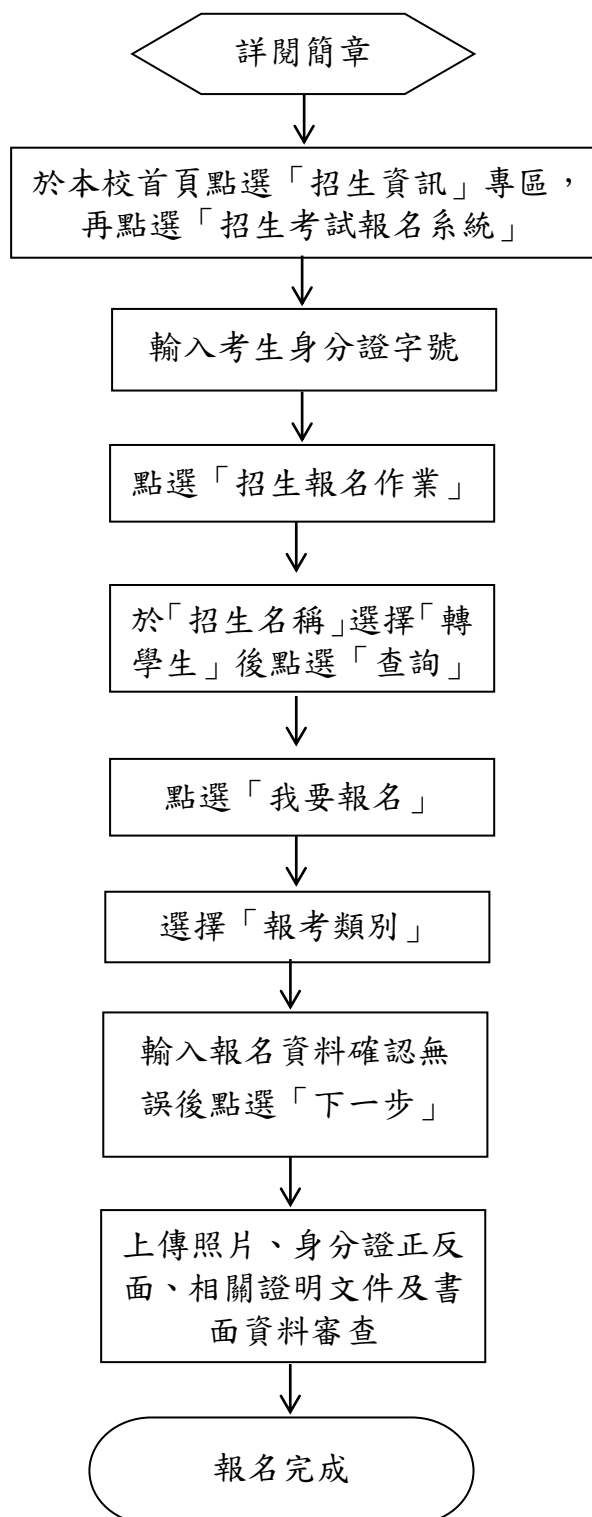 詳閱簡章
於本校首頁點選「招生資訊」專區，
再點選「招生考試報名系統」
輸入考生身分證字號
點選「招生報名作業」
於「招生名稱」選擇「轉
學生」後點選「查詢」
點選「我要報名」
選擇「報考類別」
輸入報名資料確認無
誤後點選「下一步」
上傳照片、身分證正反
面、相關證明文件及書
面資料審查
報名完成